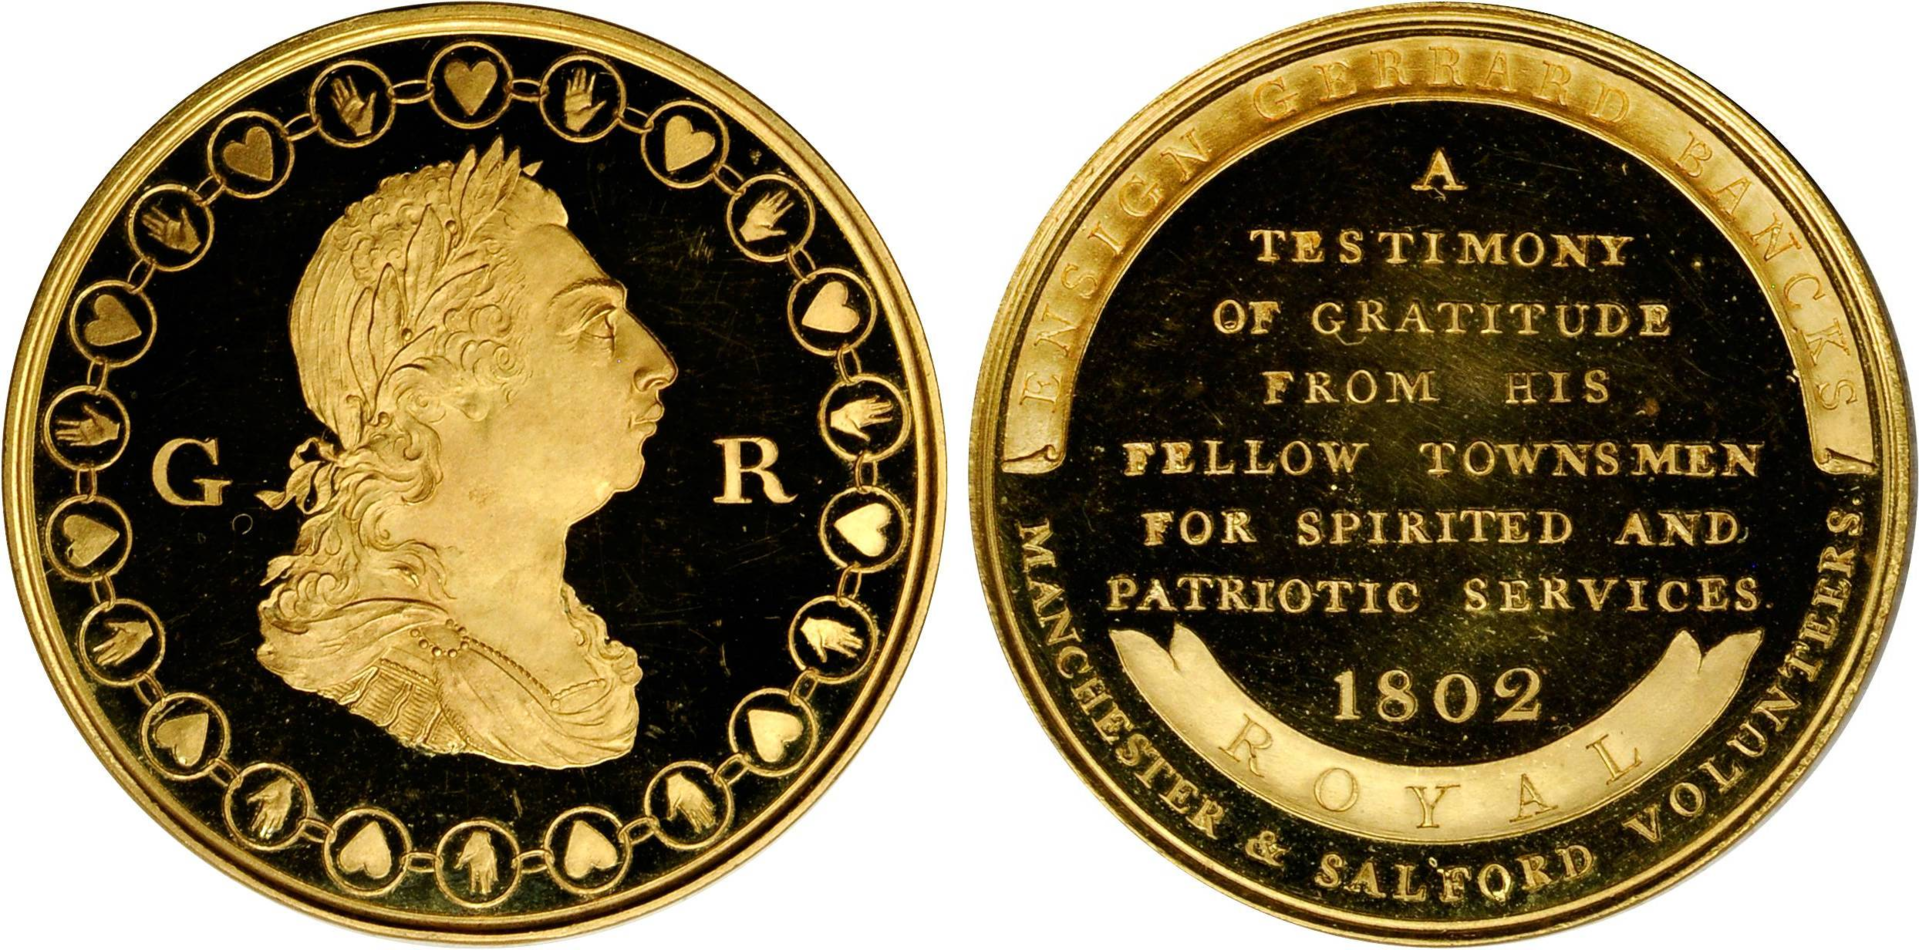 G R
ENSIGN GERRARD BANCKS
A
TESTIMONY
OF GRATITUDE
FROM HIS
FELLOW TOWNSMEN
FOR SPIRITED AND
PATRIOTIC SERVICES.
1802
ROYAL
MANCHESTER & SALFORD VOLUNTEERS.